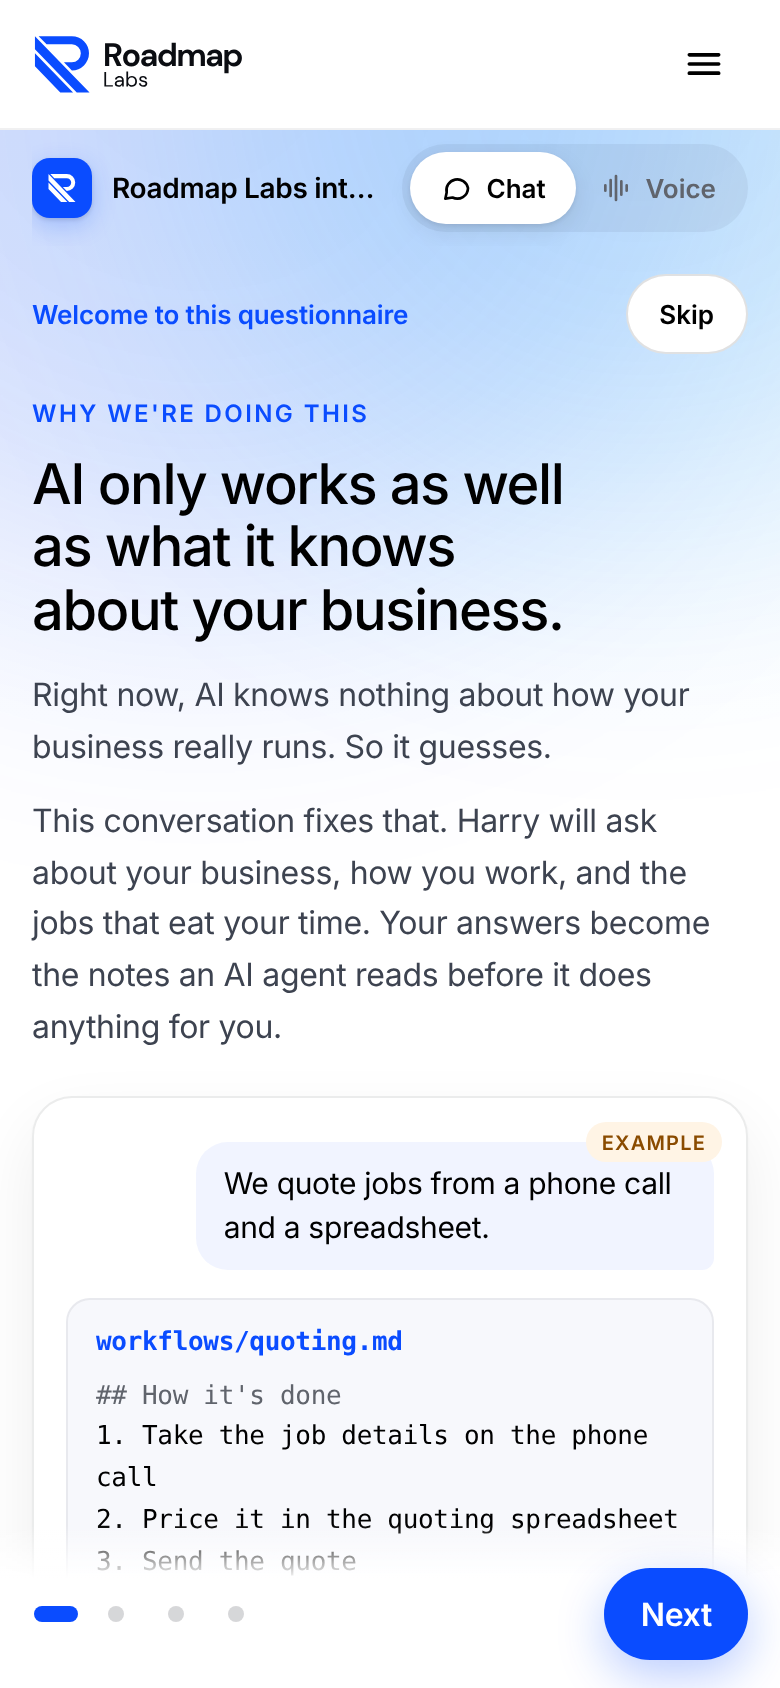 Roadmap
Labs
Roadmap Labs int...
Chat
Voice
Welcome to this questionnaire
Skip
WHY WE'RE DOING THIS
AI only works as well
as what it knows
about your business.
Right now, AI knows nothing about how your
business really runs. So it guesses.
This conversation fixes that. Harry will ask
about your business, how you work, and the
jobs that eat your time. Your answers become
the notes an AI agent reads before it does
anything for you.
EXAMPLE
We quote jobs from a phone call
and a spreadsheet.
workflows/quoting.md
## How it's done
1. Take the job details on the phone
call
2. Price it in the quoting spreadsheet
3. Send the quote
Next